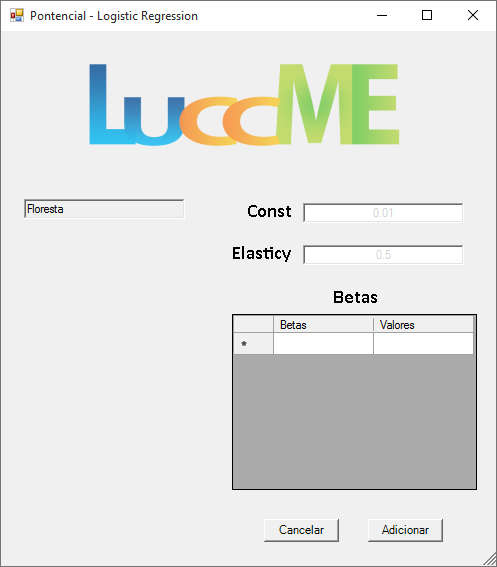 Pontencial - Logistic Regression
LuccME
Floresta
Const 0.01
Elasticy 0.5
Betas
Betas Valores
*
Cancelar Adicionar